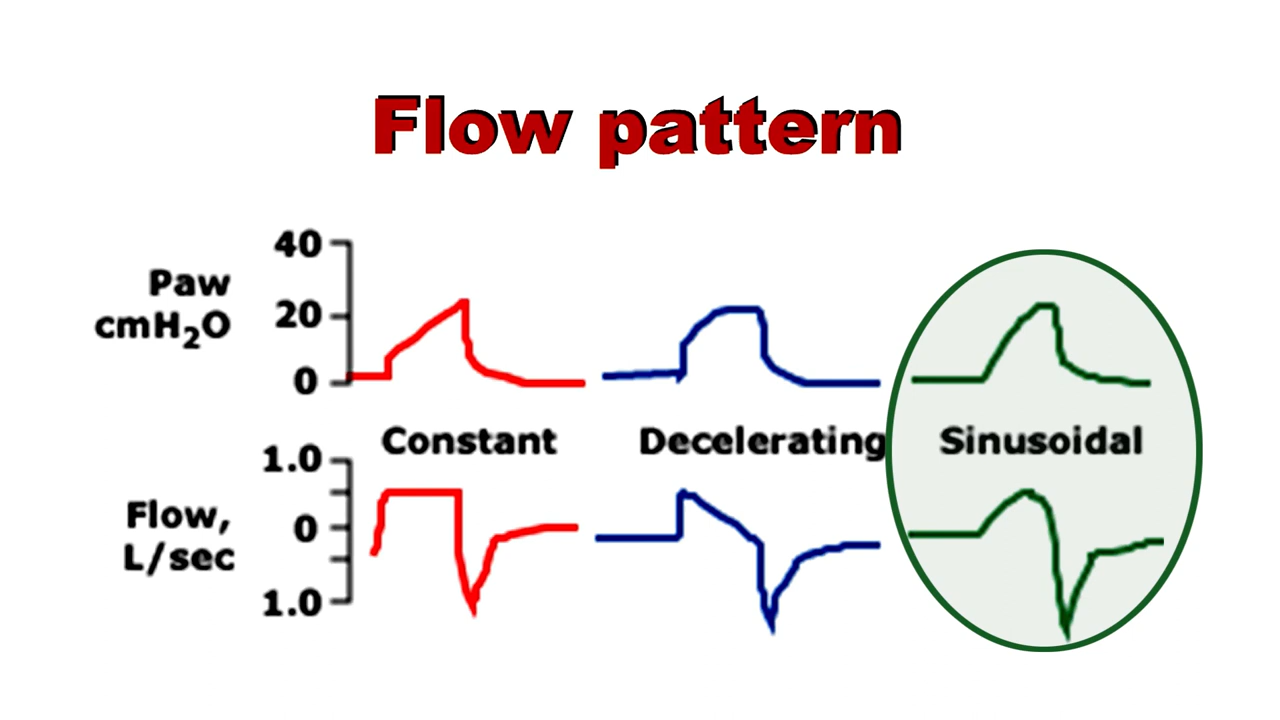 Flow pattern
40
Paw
cmH₂O
20
0
Constant
Decelerating
Sinusoidal
1.0
Flow,
L/sec
0
1.0